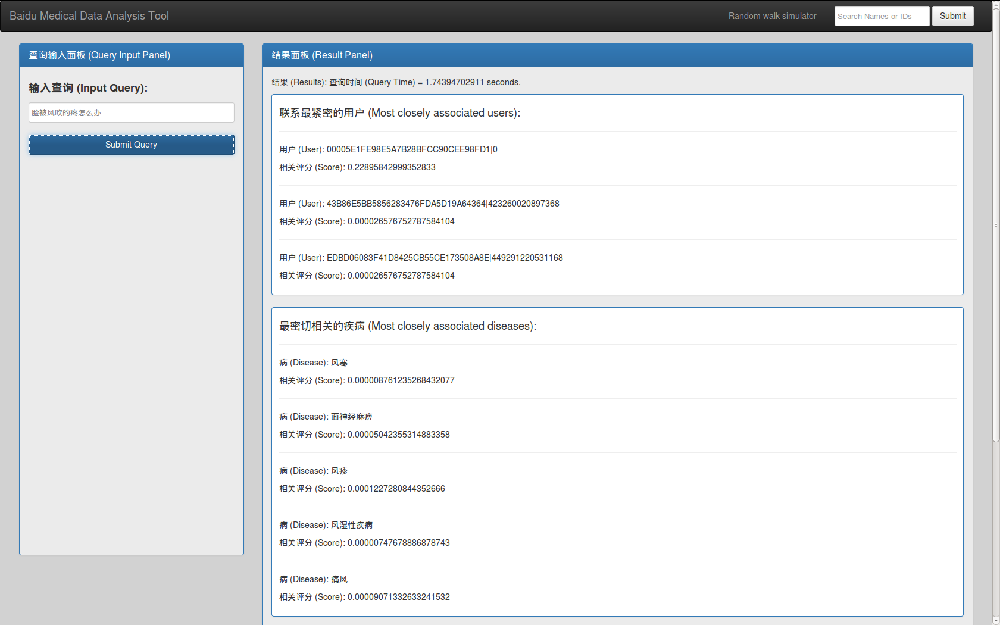 Baidu Medical Data Analysis Tool
Random walk simulator
Search Names or IDs
Submit
查询输入面板 (Query Input Panel)
输入查询 (Input Query):
脸被风吹的疼怎么办
Submit Query
结果面板 (Result Panel)
结果 (Results): 查询时间 (Query Time) = 1.74394702911 seconds.
联系最紧密的用户 (Most closely associated users):
用户 (User): 00005E1FE98E5A7B28BFCC90CEE98FD1|0
相关评分 (Score): 0.22895842999352833
用户 (User): 43B86E5BB5856283476FDA5D19A64364|423260020897368
相关评分 (Score): 0.000026576752787584104
用户 (User): EDBD06083F41D8425CB55CE173508A8E|449291220531168
相关评分 (Score): 0.000026576752787584104
最密切相关的疾病 (Most closely associated diseases):
病 (Disease): 风寒
相关评分 (Score): 0.000008761235268432077
病 (Disease): 面神经麻痹
相关评分 (Score): 0.00005042355314883358
病 (Disease): 风疹
相关评分 (Score): 0.0001227280844352666
病 (Disease): 风湿性疾病
相关评分 (Score): 0.00000747678886878743
病 (Disease): 痛风
相关评分 (Score): 0.00009071332633241532